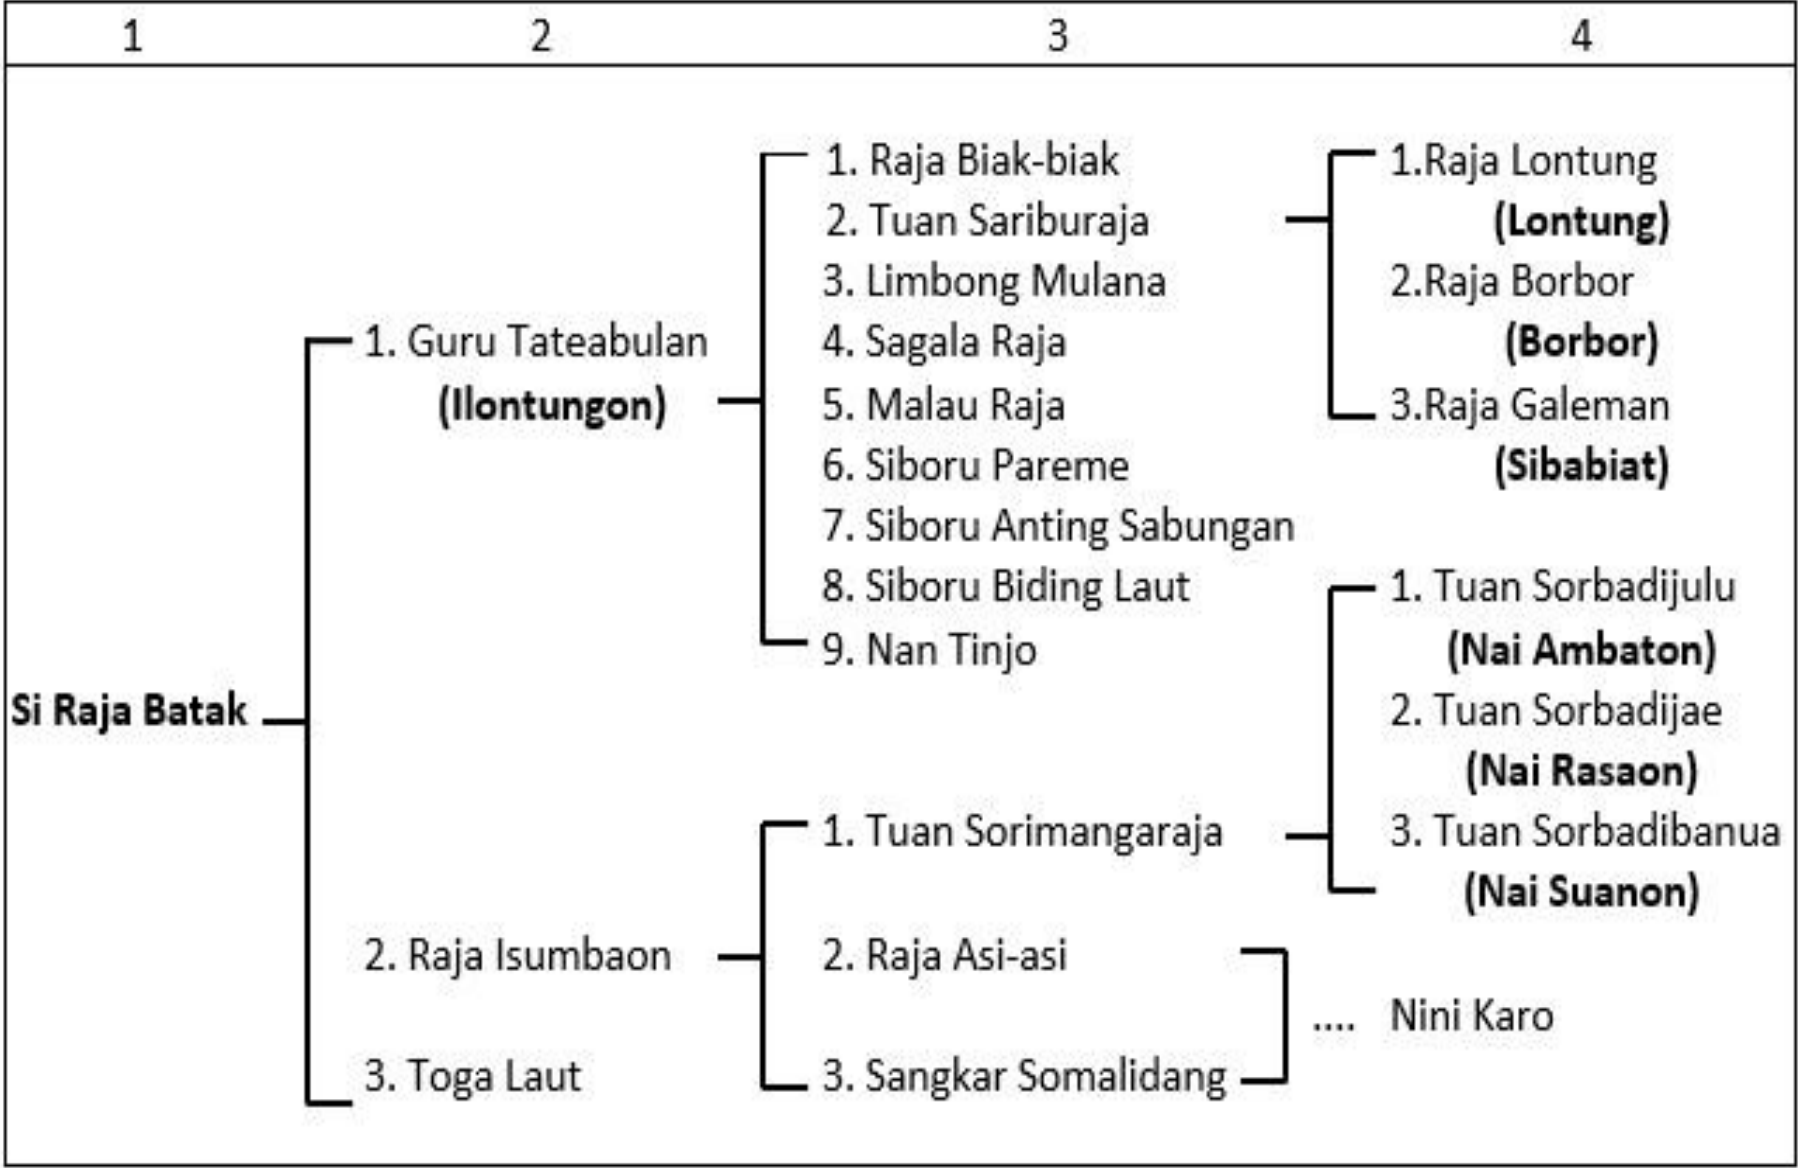 1 2 3 4
Si Raja Batak
1. Guru Tateabulan
(Ilontungon)
2. Raja Isumbaon
3. Toga Laut
1. Raja Biak-biak
2. Tuan Sariburaja
3. Limbong Mulana
4. Sagala Raja
5. Malau Raja
6. Siboru Pareme
7. Siboru Anting Sabungan
8. Siboru Biding Laut
9. Nan Tinjo
1. Tuan Sorimangaraja
2. Raja Asi-asi
3. Sangkar Somalidang
1.Raja Lontung
(Lontung)
2.Raja Borbor
(Borbor)
3.Raja Galeman
(Sibabiat)
1. Tuan Sorbadijulu
(Nai Ambaton)
2. Tuan Sorbadijae
(Nai Rasaon)
3. Tuan Sorbadibanua
(Nai Suanon)
.... Nini Karo